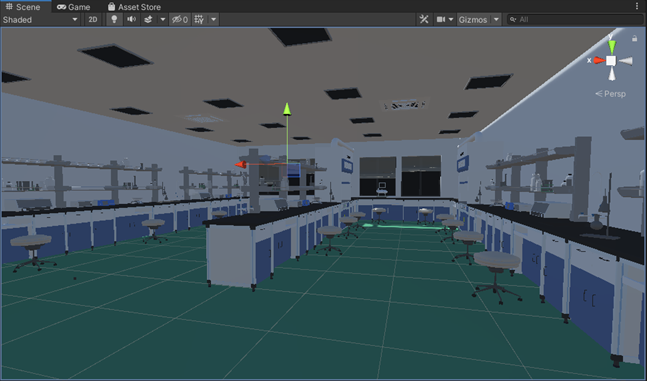 Scene Game Asset Store
Shaded 2D 0 Gizmos All
y
x
Persp